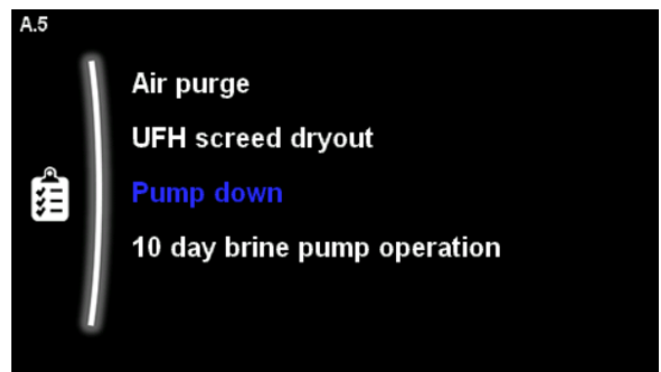 A.5
Air purge
UFH screed dryout
Pump down
10 day brine pump operation